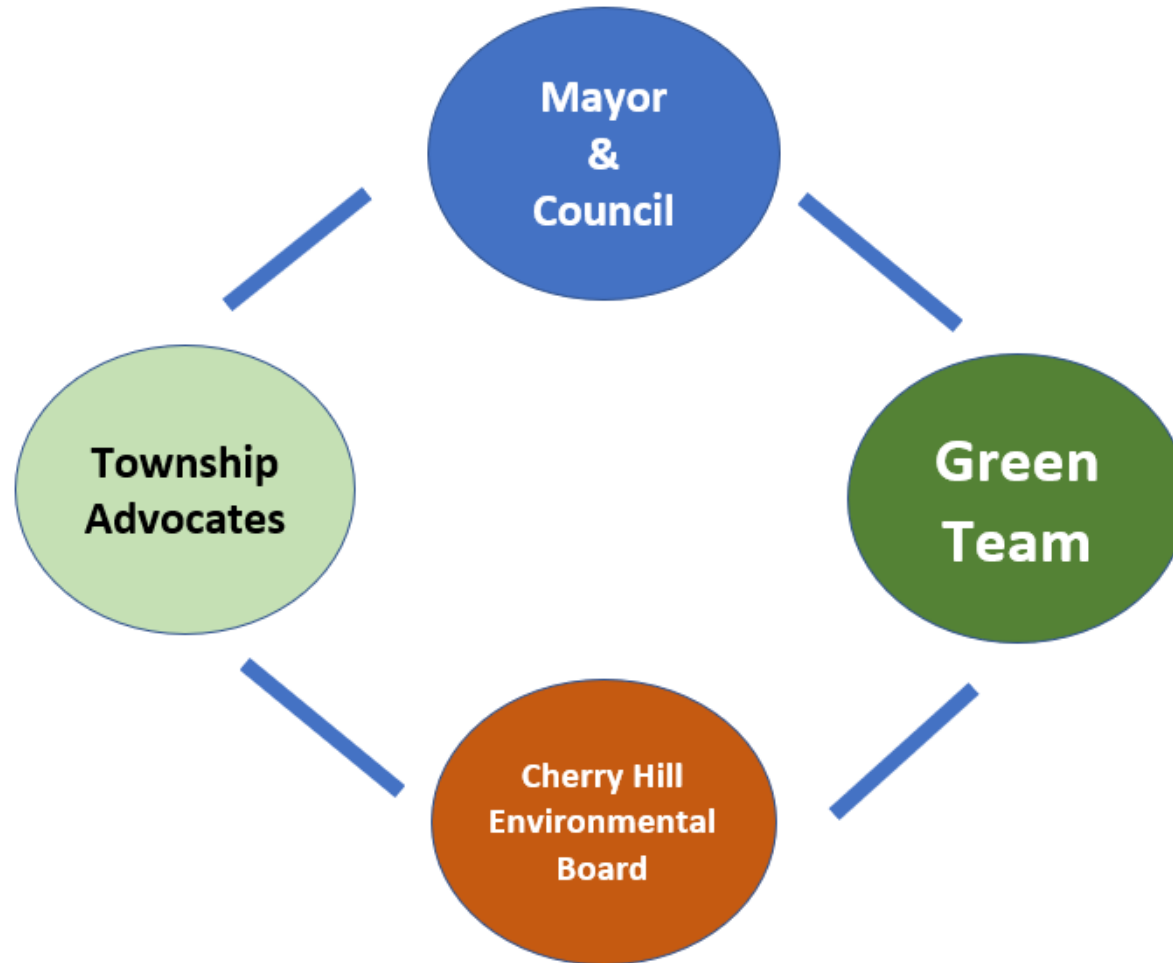 Mayor
&
Council
Township
Advocates
Green
Team
Cherry Hill
Environmental
Board